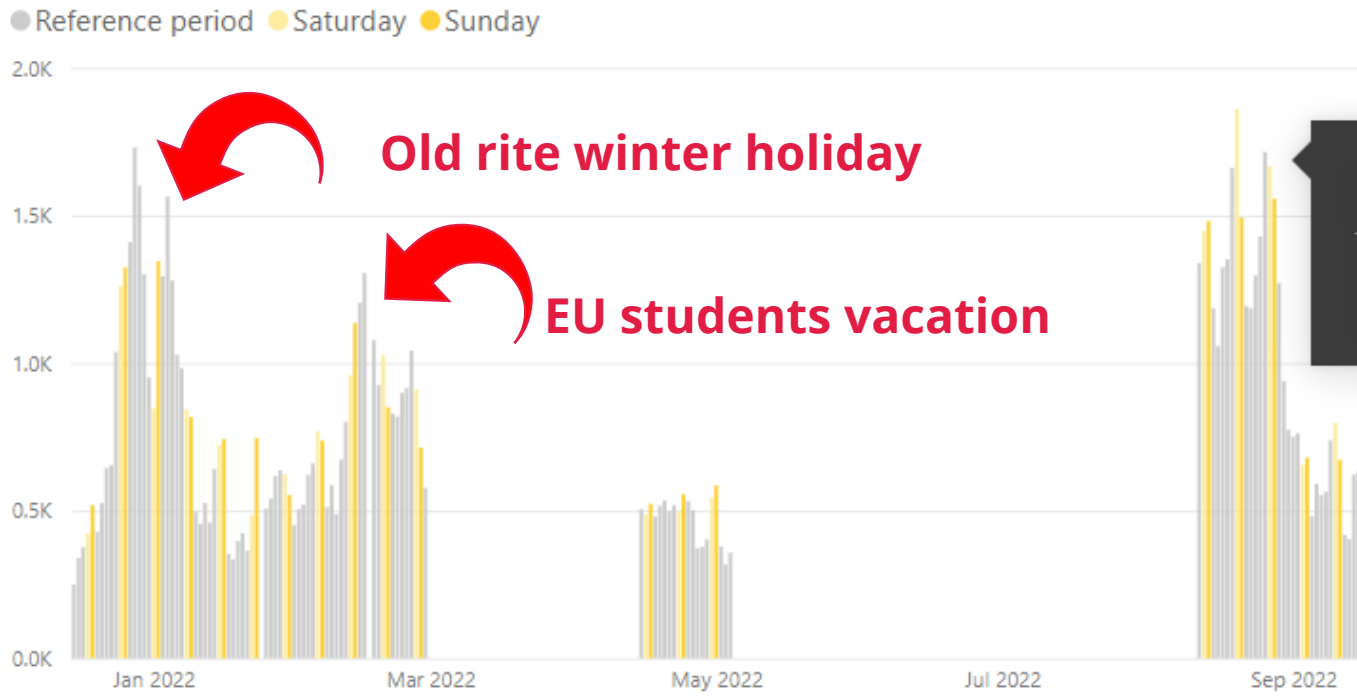 Reference period Saturday Sunday
2.0K
Old rite winter holiday
1.5K
EU students vacation
1.0K
0.5K
0.0K
Jan 2022 Mar 2022 May 2022 Jul 2022 Sep 2022